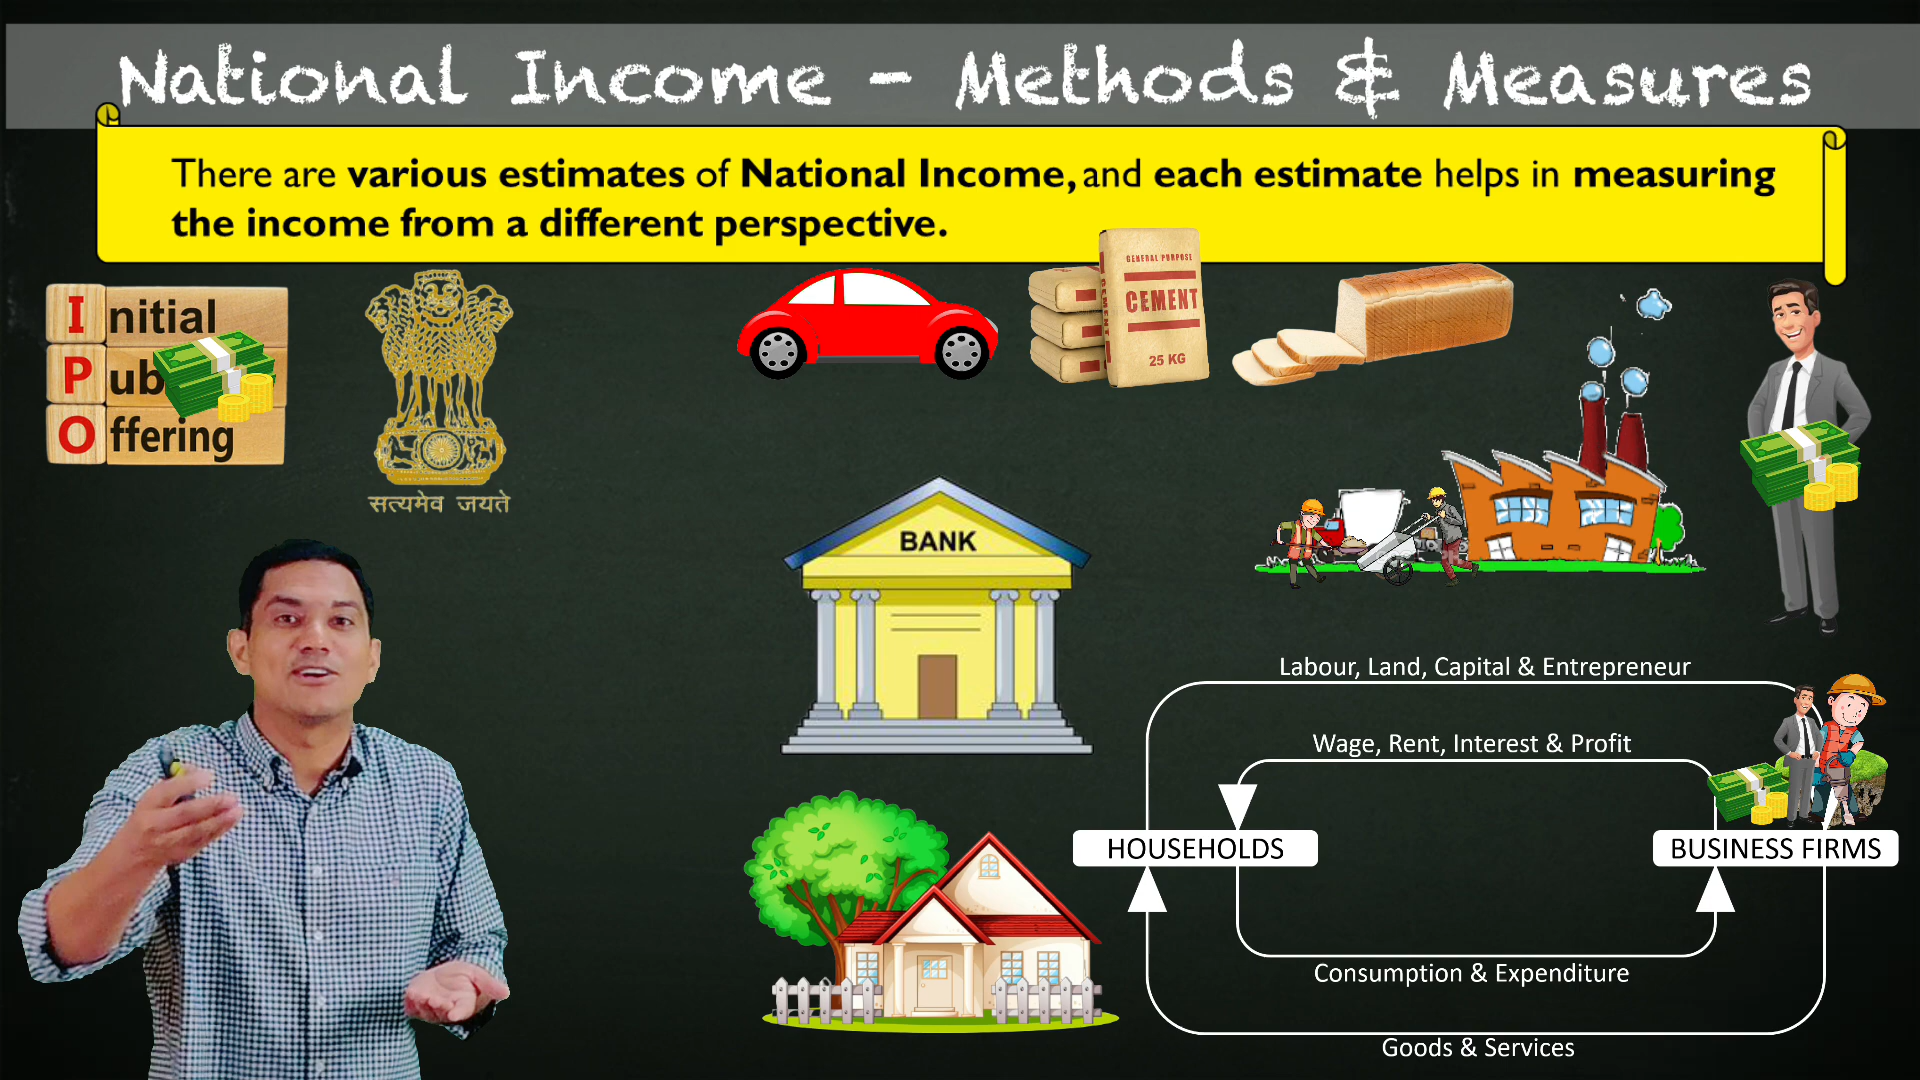 National Income - Methods & Measures
There are various estimates of National Income, and each estimate helps in measuring
the income from a different perspective.
Initial
Pub
Offering
सत्यमेव जयते
GENERAL PURPOSE
CEMENT
25 KG
CEMENT
BANK
Labour, Land, Capital & Entrepreneur
Wage, Rent, Interest & Profit
HOUSEHOLDS
BUSINESS FIRMS
Consumption & Expenditure
Goods & Services